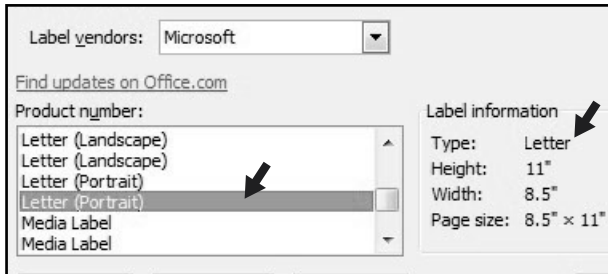 Label vendors: Microsoft
Find updates on Office.com
Product number:
Letter (Landscape)
Letter (Landscape)
Letter (Portrait)
Letter (Portrait)
Media Label
Media Label
Label information
Type: Letter
Height: 11"
Width: 8.5"
Page size: 8.5" × 11"